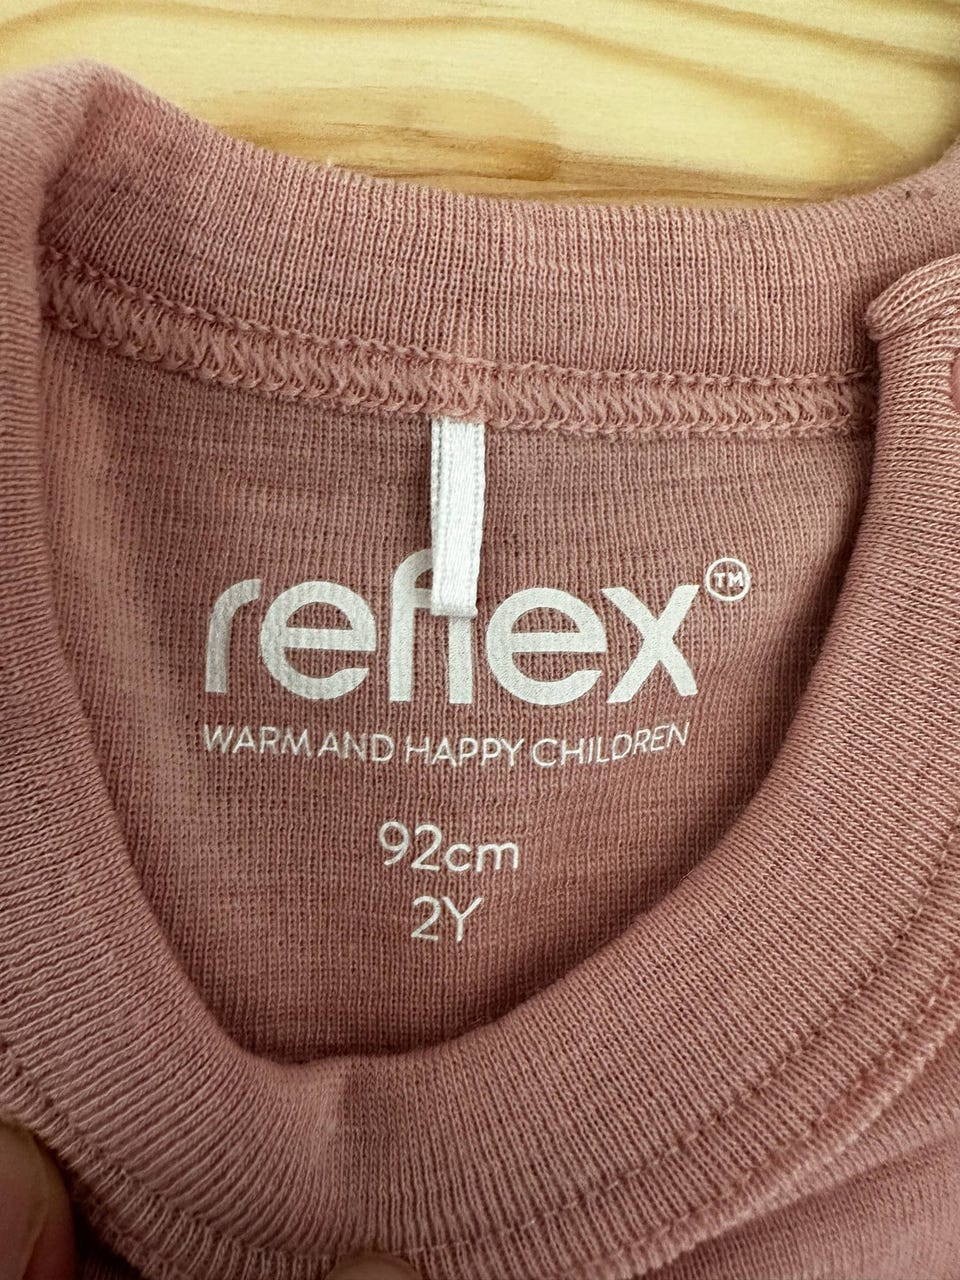 reflex™
WARM AND HAPPY CHILDREN
92cm
2Y